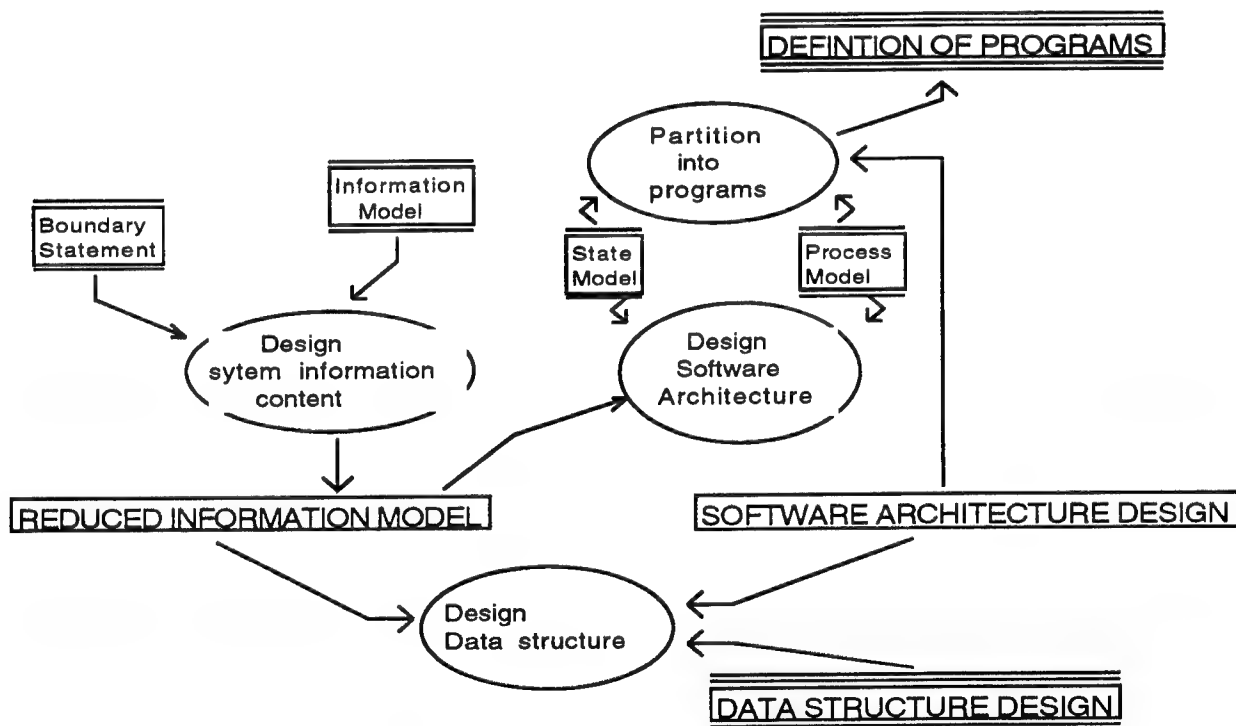 DEFINTION OF PROGRAMS
Partition
into
programs
Information
Model
Boundary
Statement
State
Model
Process
Model
Design
sytem information
content
Design
Software
Architecture
REDUCED INFORMATION MODEL
SOFTWARE ARCHITECTURE DESIGN
Design
Data structure
DATA STRUCTURE DESIGN